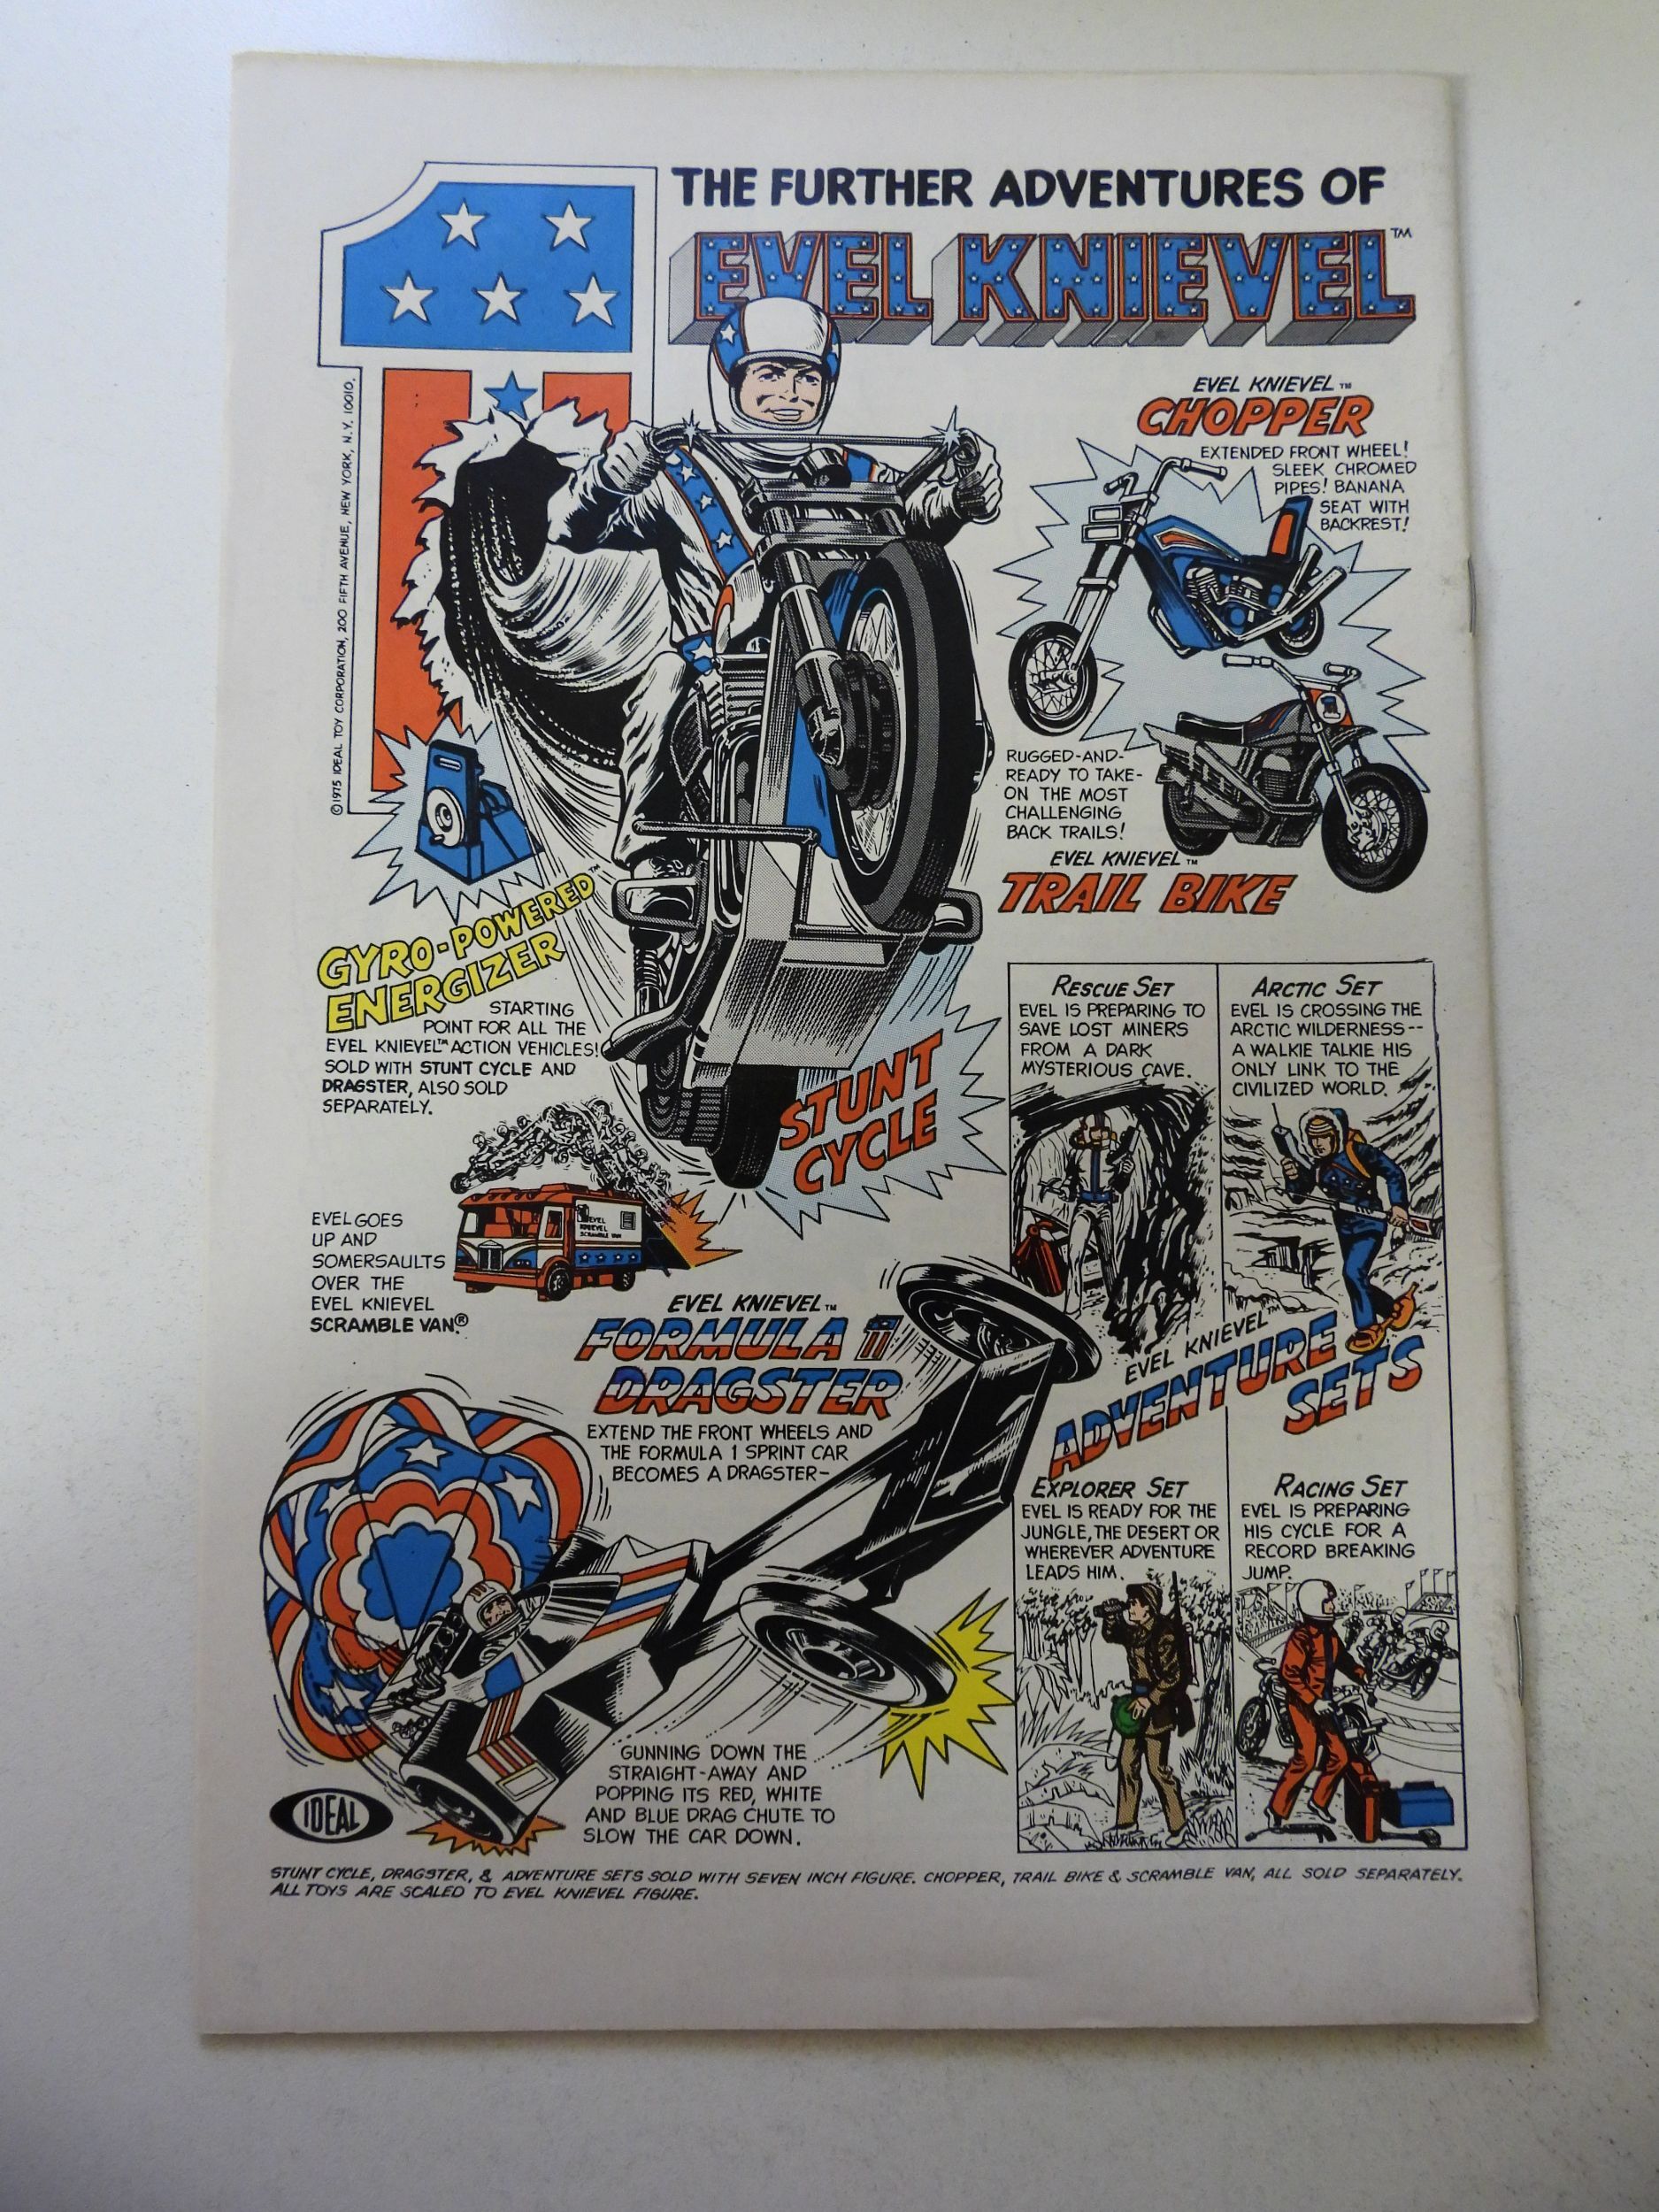 THE FURTHER ADVENTURES OF
EVEL KNIEVEL™
©1975 IDEAL TOY CORPORATION, 200 FIFTH AVENUE, NEW YORK, N.Y. 10010.
EVEL KNIEVEL™
CHOPPER
EXTENDED FRONT WHEEL!
SLEEK CHROMED
PIPES! BANANA
SEAT WITH
BACKREST!
RUGGED-AND-
READY TO TAKE-
ON THE MOST
CHALLENGING
BACK TRAILS!
EVEL KNIEVEL™
TRAIL BIKE
GYRO-POWERED™
ENERGIZER
STARTING
POINT FOR ALL THE
EVEL KNIEVEL™ ACTION VEHICLES!
SOLD WITH STUNT CYCLE AND
DRAGSTER, ALSO SOLD
SEPARATELY.
STUNT
CYCLE
EVEL GOES
UP AND
SOMERSAULTS
OVER THE
EVEL KNIEVEL
SCRAMBLE VAN.®
EVEL
KNIEVEL
SCRAMBLE VAN
EVEL KNIEVEL™
FORMULA 1
DRAGSTER
EXTEND THE FRONT WHEELS AND
THE FORMULA 1 SPRINT CAR
BECOMES A DRAGSTER-
GUNNING DOWN THE
STRAIGHT-AWAY AND
POPPING ITS RED, WHITE
AND BLUE DRAG CHUTE TO
SLOW THE CAR DOWN.
RESCUE SET
EVEL IS PREPARING TO
SAVE LOST MINERS
FROM A DARK
MYSTERIOUS CAVE.
ARCTIC SET
EVEL IS CROSSING THE
ARCTIC WILDERNESS--
A WALKIE TALKIE HIS
ONLY LINK TO THE
CIVILIZED WORLD.
EVEL KNIEVEL™
ADVENTURE
SETS
EXPLORER SET
EVEL IS READY FOR THE
JUNGLE, THE DESERT OR
WHEREVER ADVENTURE
LEADS HIM.
RACING SET
EVEL IS PREPARING
HIS CYCLE FOR A
RECORD BREAKING
JUMP.
IDEAL
STUNT CYCLE, DRAGSTER, & ADVENTURE SETS SOLD WITH SEVEN INCH FIGURE. CHOPPER, TRAIL BIKE & SCRAMBLE VAN, ALL SOLD SEPARATELY.
ALL TOYS ARE SCALED TO EVEL KNIEVEL FIGURE.